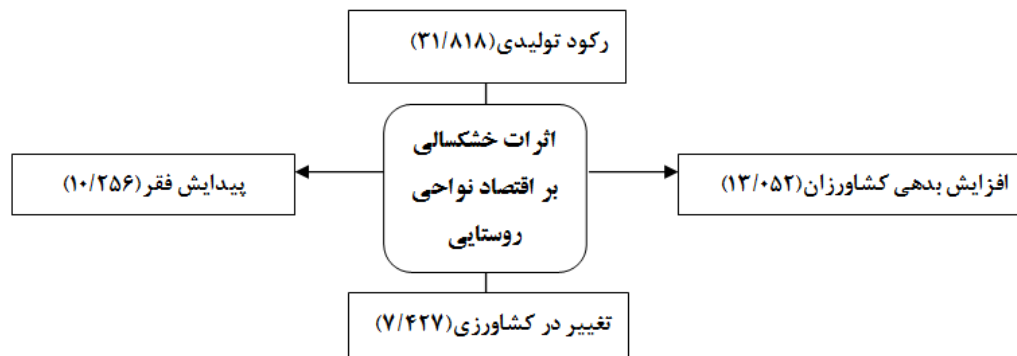 رکود تولیدی(۳۱/۸۱۸)
اثرات خشکسالی
بر اقتصاد نواحی
روستایی
افزایش بدهی کشاورزان(۱۳/۰۵۲)
پیدایش فقر(۱۰/۲۵۶)
تغییر در کشاورزی(۷/۴۲۷)